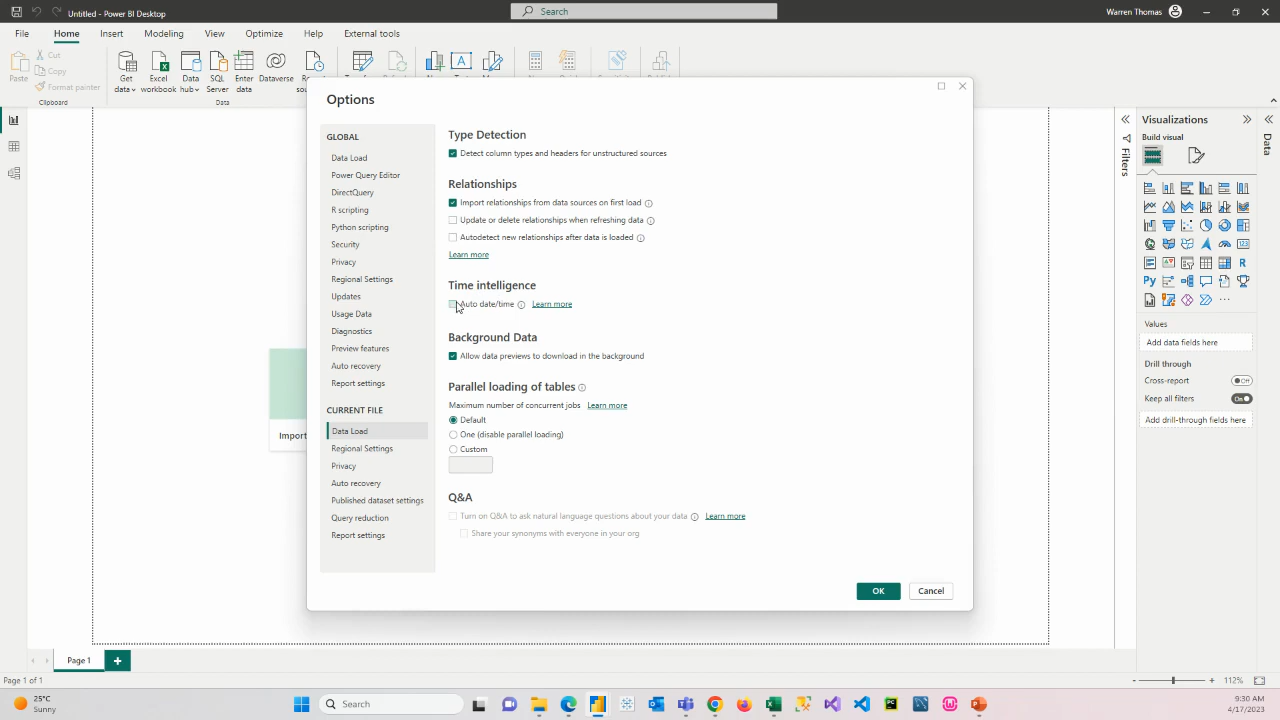 Untitled - Power BI Desktop
Search
Warren Thomas
File
Home
Insert
Modeling
View
Optimize
Help
External tools
Paste
Cut
Copy
Format painter
Clipboard
Get data
Excel workbook
Data hub
SQL Server
Enter data
Dataverse
Data
Options
GLOBAL
Data Load
Power Query Editor
DirectQuery
R scripting
Python scripting
Security
Privacy
Regional Settings
Updates
Usage Data
Diagnostics
Preview features
Auto recovery
Report settings
CURRENT FILE
Data Load
Regional Settings
Privacy
Auto recovery
Published dataset settings
Query reduction
Report settings
Type Detection
Detect column types and headers for unstructured sources
Relationships
Import relationships from data sources on first load
Update or delete relationships when refreshing data
Autodetect new relationships after data is loaded
Learn more
Time intelligence
Auto date/time Learn more
Background Data
Allow data previews to download in the background
Parallel loading of tables
Maximum number of concurrent jobs Learn more
Default
One (disable parallel loading)
Custom
Q&A
Turn on Q&A to ask natural language questions about your data Learn more
Share your synonyms with everyone in your org
OK
Cancel
Import
Filters
Visualizations
Build visual
Data
Values
Add data fields here
Drill through
Cross-report
Off
Keep all filters
On
Add drill-through fields here
Page 1
Page 1 of 1
112%
25°C
Sunny
Search
9:30 AM
4/17/2023